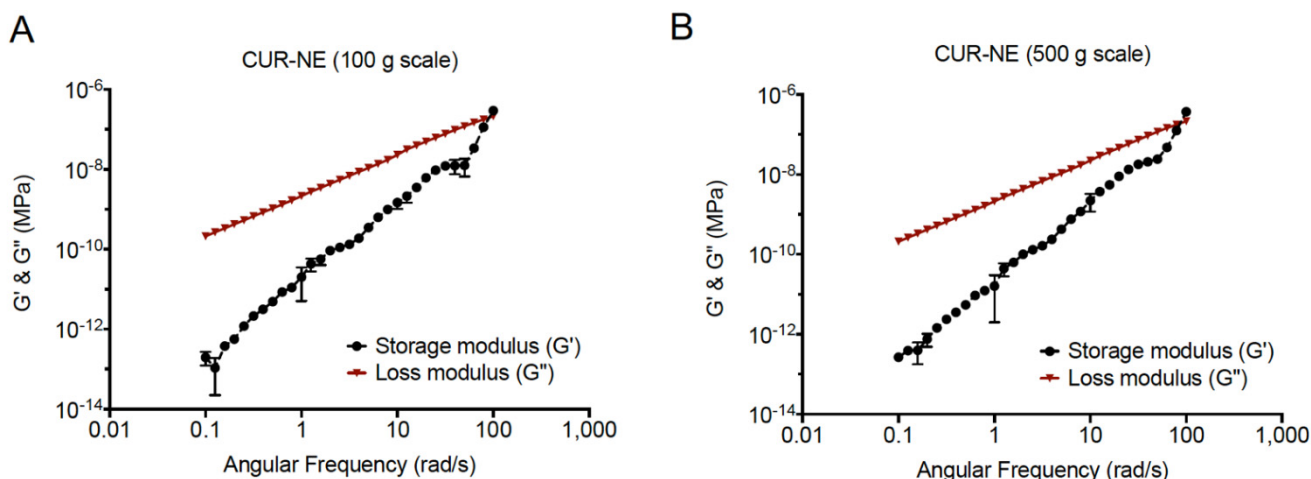 A
CUR-NE (100 g scale)
G' & G" (MPa)
10-6
10-8
10-10
10-12
10-14
Storage modulus (G')
Loss modulus (G")
0.01 0.1 1 10 100 1,000
Angular Frequency (rad/s)
B
CUR-NE (500 g scale)
G' & G" (MPa)
10-6
10-8
10-10
10-12
10-14
Storage modulus (G')
Loss modulus (G")
0.01 0.1 1 10 100 1,000
Angular Frequency (rad/s)